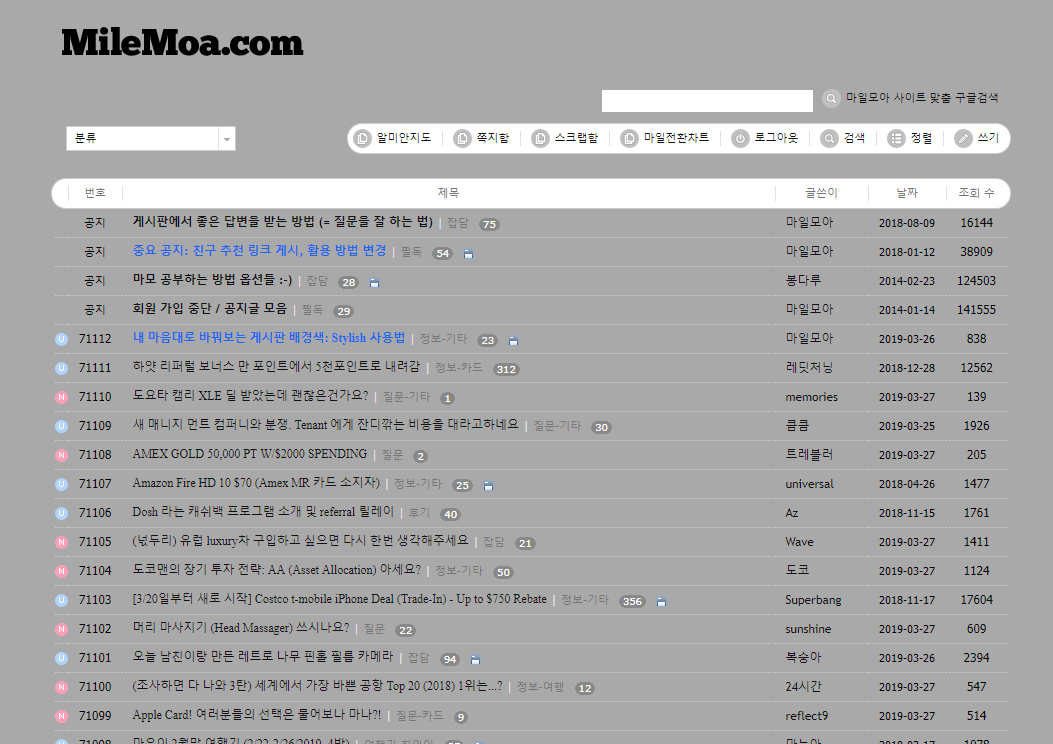 MileMoa.com
마일모아 사이트 맞춤 구글검색
분류
알미안지도 쪽지함 스크랩함 마일전환차트 로그아웃 검색 정렬 쓰기
번호 제목 글쓴이 날짜 조회 수
공지 게시판에서 좋은 답변을 받는 방법 (= 질문을 잘 하는 법) | 잡담 75 마일모아 2018-08-09 16144
공지 중요 공지: 친구 추천 링크 게시, 활용 방법 변경 | 필독 54 마일모아 2018-01-12 38909
공지 마모 공부하는 방법 옵션들 :-) | 잡담 28 봉다루 2014-02-23 124503
공지 회원 가입 중단 / 공지글 모음 | 필독 29 마일모아 2014-01-14 141555
U 71112 내 마음대로 바꿔보는 게시판 배경색: Stylish 사용법 | 정보-기타 23 마일모아 2019-03-26 838
U 71111 하얏 리퍼럴 보너스 만 포인트에서 5천포인트로 내려감 | 정보-카드 312 레딧처닝 2018-12-28 12562
N 71110 도요타 캠리 XLE 딜 받았는데 괜찮은건가요? | 질문-기타 1 memories 2019-03-27 139
U 71109 새 매니지 먼트 컴퍼니와 분쟁. Tenant 에게 잔디깎는 비용을 대라고하네요 | 질문-기타 30 콤콤 2019-03-25 1926
N 71108 AMEX GOLD 50,000 PT W/$2000 SPENDING | 질문 2 트레블러 2019-03-27 205
U 71107 Amazon Fire HD 10 $70 (Amex MR 카드 소지자) | 정보-기타 25 universal 2018-04-26 1477
U 71106 Dosh 라는 캐쉬백 프로그램 소개 및 referral 릴레이 | 후기 40 Az 2018-11-15 1761
N 71105 (넋두리) 유럽 luxury차 구입하고 싶으면 다시 한번 생각해주세요 | 잡담 21 Wave 2019-03-27 1411
N 71104 도코맨의 장기 투자 전략: AA (Asset Allocation) 아세요? | 정보-기타 50 도코 2019-03-27 1124
U 71103 [3/20일부터 새로 시작] Costco t-mobile iPhone Deal (Trade-In) - Up to $750 Rebate | 정보-기타 356 Superbang 2018-11-17 17604
N 71102 머리 마사지기 (Head Massager) 쓰시나요? | 질문 22 sunshine 2019-03-27 609
U 71101 오늘 남친이랑 만든 레트로 나무 핀홀 필름 카메라 | 잡담 94 복숭아 2019-03-26 2394
N 71100 (조사하면 다 나와 3탄) 세계에서 가장 바쁜 공항 Top 20 (2018) 1위는...? | 정보-여행 12 24시간 2019-03-27 547
N 71099 Apple Card! 여러분들의 선택은 물어보나 마나?! | 질문-카드 9 reflect9 2019-03-27 514